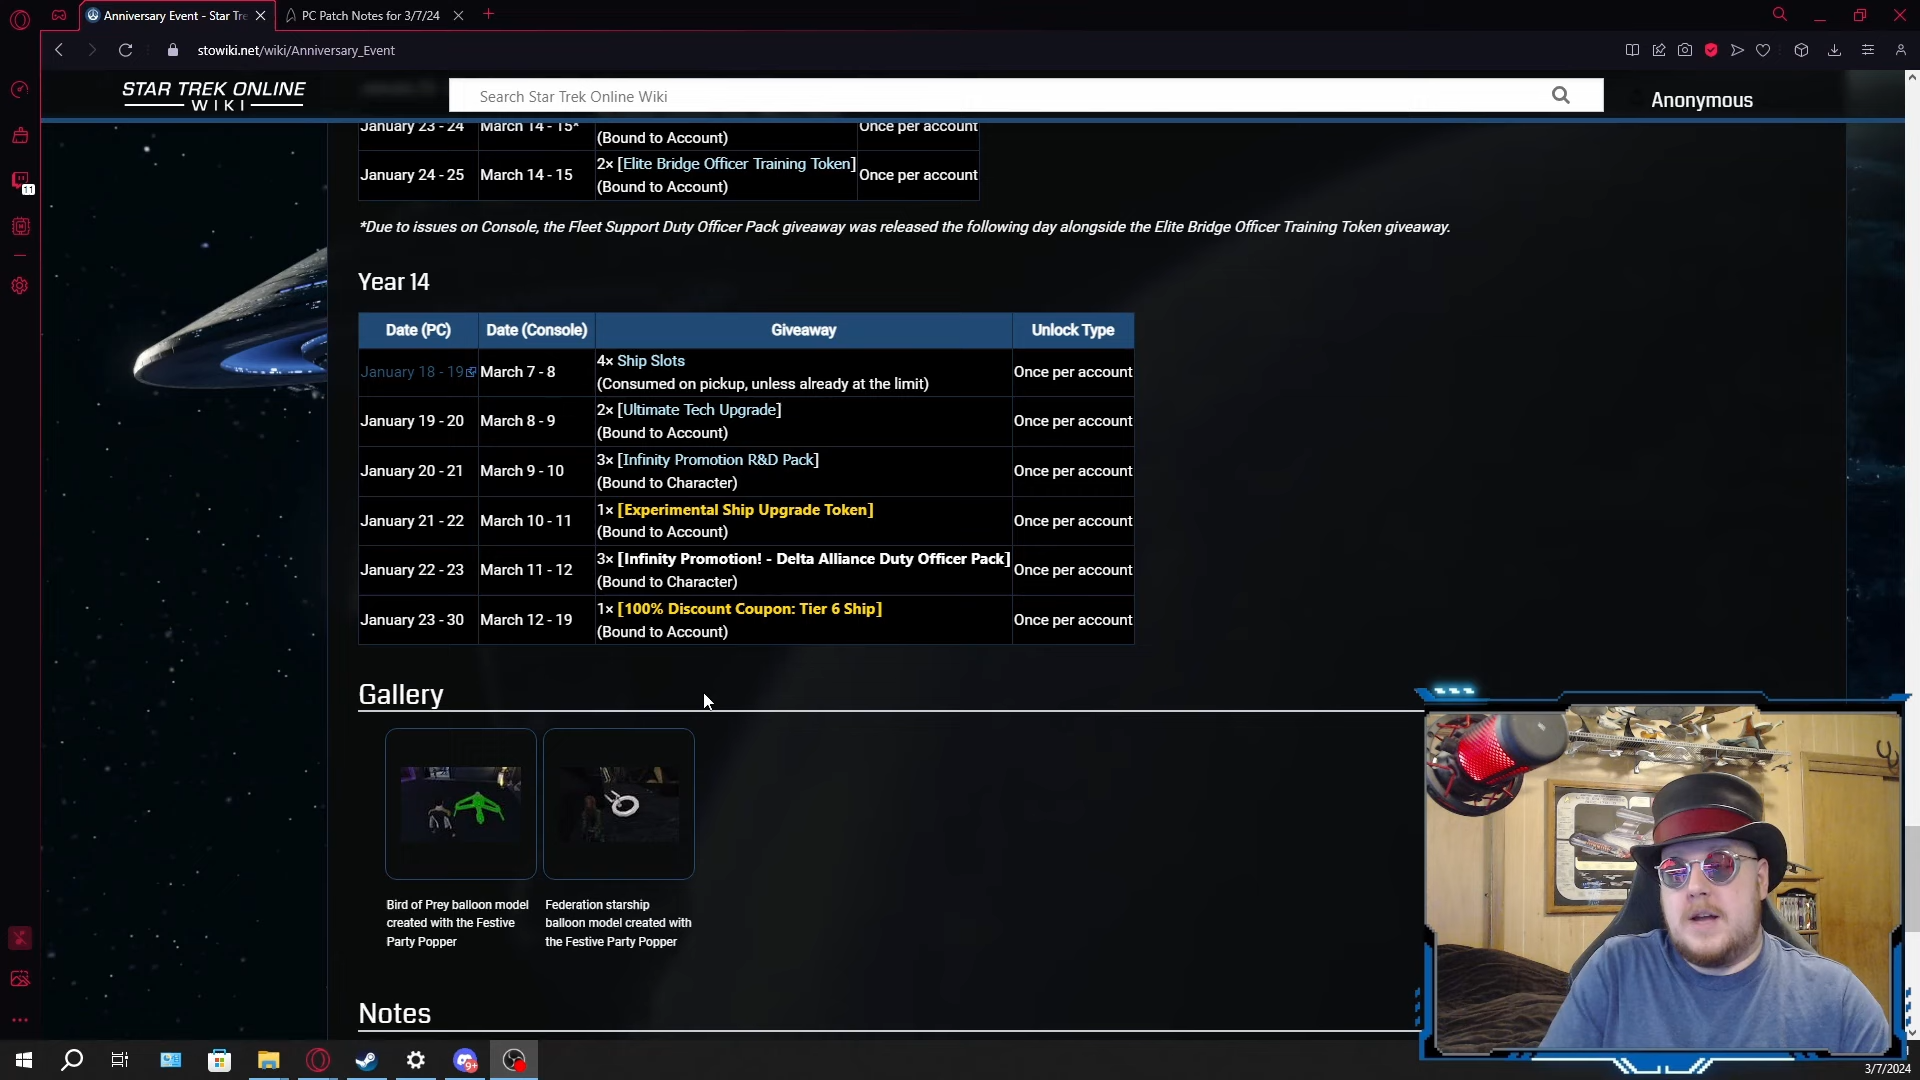 Anniversary Event - Star Tre
PC Patch Notes for 3/7/24
stowiki.net/wiki/Anniversary_Event
STAR TREK ONLINE
WIKI
Search Star Trek Online Wiki
Anonymous
11
January 23 - 24 March 14 - 15* (Bound to Account) Once per account
January 24 - 25 March 14 - 15 2× [Elite Bridge Officer Training Token] (Bound to Account) Once per account
*Due to issues on Console, the Fleet Support Duty Officer Pack giveaway was released the following day alongside the Elite Bridge Officer Training Token giveaway.
Year 14
Date (PC) Date (Console) Giveaway Unlock Type
January 18 - 19 March 7 - 8 4× Ship Slots (Consumed on pickup, unless already at the limit) Once per account
January 19 - 20 March 8 - 9 2× [Ultimate Tech Upgrade] (Bound to Account) Once per account
January 20 - 21 March 9 - 10 3× [Infinity Promotion R&D Pack] (Bound to Character) Once per account
January 21 - 22 March 10 - 11 1× [Experimental Ship Upgrade Token] (Bound to Account) Once per account
January 22 - 23 March 11 - 12 3× [Infinity Promotion! - Delta Alliance Duty Officer Pack] (Bound to Character) Once per account
January 23 - 30 March 12 - 19 1× [100% Discount Coupon: Tier 6 Ship] (Bound to Account) Once per account
Gallery
Bird of Prey balloon model
created with the Festive
Party Popper
Federation starship
balloon model created with
the Festive Party Popper
Notes
9+
3/7/2024